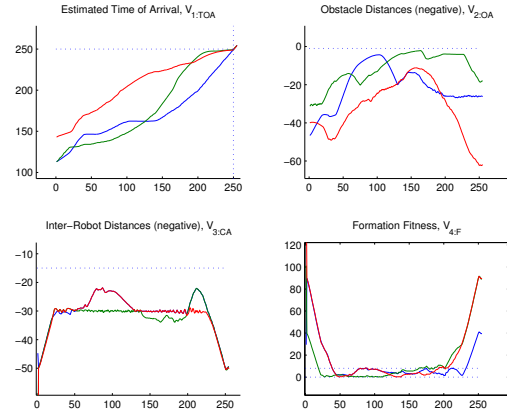 Estimated Time of Arrival, V1:TOA
250
200
150
100
0 50 100 150 200 250
Obstacle Distances (negative), V2:OA
0
−20
−40
−60
0 50 100 150 200 250
Inter−Robot Distances (negative), V3:CA
−10
−20
−30
−40
−50
0 50 100 150 200 250
Formation Fitness, V4:F
120
100
80
60
40
20
0
0 50 100 150 200 250